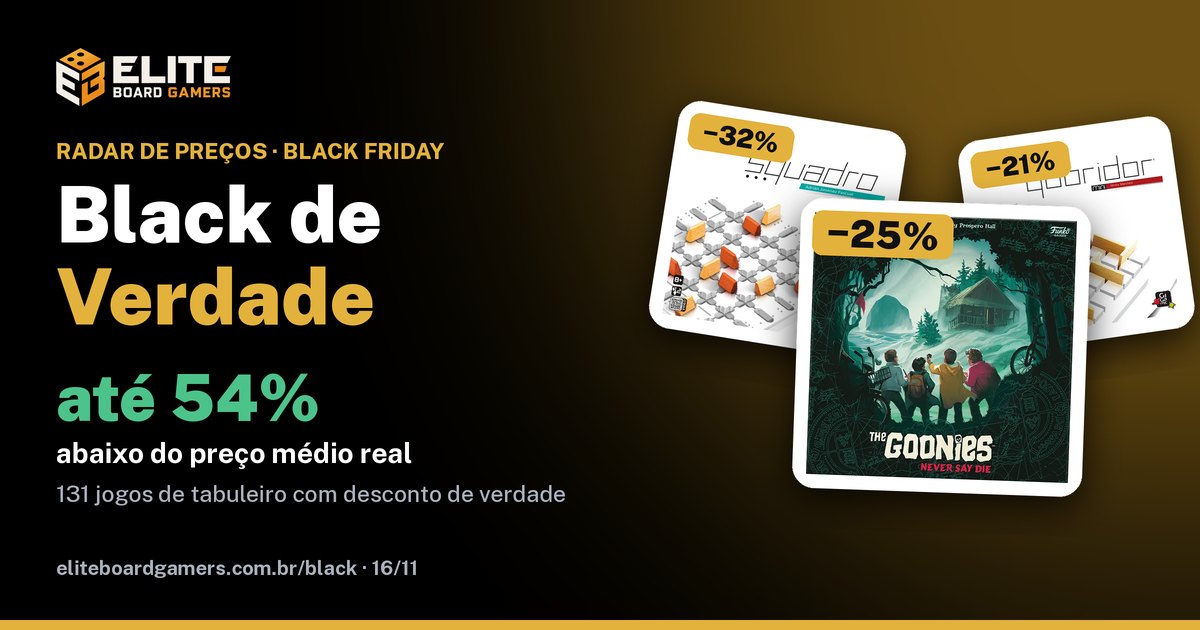 ELITE
BOARD GAMERS
RADAR DE PREÇOS · BLACK FRIDAY
Black de
Verdade
até 54%
abaixo do preço médio real
131 jogos de tabuleiro com desconto de verdade
eliteboardgamers.com.br/black · 16/11
−32%
squadro
8+
−21%
quoridor
mini
−25%
Prospero Hall
Funko
GAMES
THE GOONIES
NEVER SAY DIE